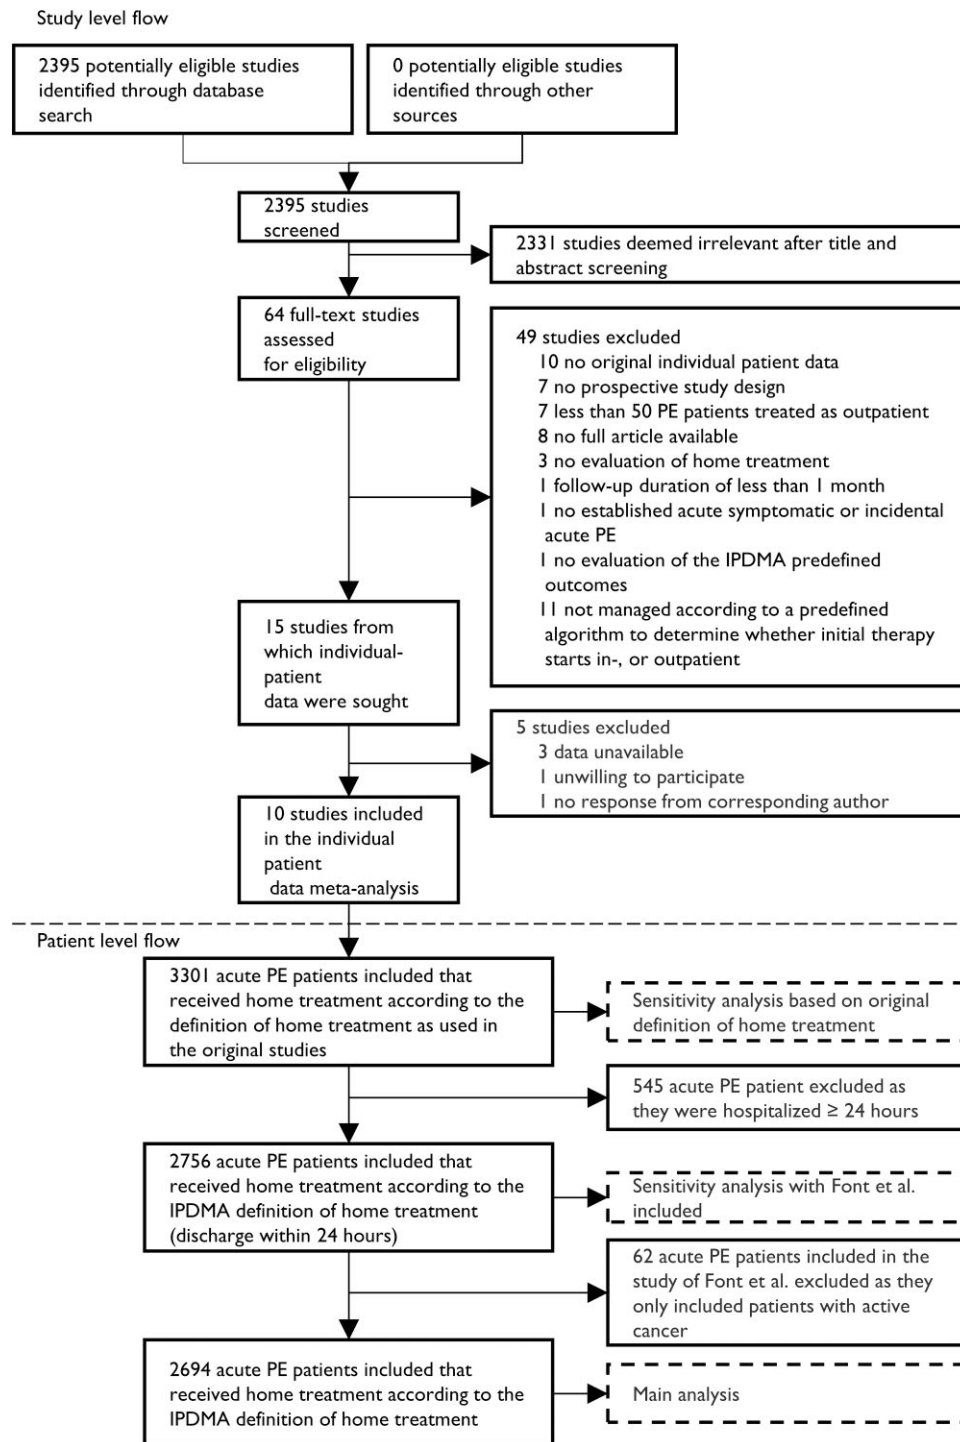 Study level flow
2395 potentially eligible studies
identified through database
search
0 potentially eligible studies
identified through other
sources
2395 studies
screened
2331 studies deemed irrelevant after title and
abstract screening
64 full-text studies
assessed
for eligibility
49 studies excluded
10 no original individual patient data
7 no prospective study design
7 less than 50 PE patients treated as outpatient
8 no full article available
3 no evaluation of home treatment
1 follow-up duration of less than 1 month
1 no established acute symptomatic or incidental
acute PE
1 no evaluation of the IPDMA predefined
outcomes
11 not managed according to a predefined
algorithm to determine whether initial therapy
starts in-, or outpatient
15 studies from
which individual-
patient
data were sought
5 studies excluded
3 data unavailable
1 unwilling to participate
1 no response from corresponding author
10 studies included
in the individual
patient
data meta-analysis
Patient level flow
3301 acute PE patients included that
received home treatment according to the
definition of home treatment as used in
the original studies
Sensitivity analysis based on original
definition of home treatment
545 acute PE patient excluded as
they were hospitalized ≥ 24 hours
2756 acute PE patients included that
received home treatment according to the
IPDMA definition of home treatment
(discharge within 24 hours)
Sensitivity analysis with Font et al.
included
62 acute PE patients included in the
study of Font et al. excluded as they
only included patients with active
cancer
2694 acute PE patients included that
received home treatment according to the
IPDMA definition of home treatment
Main analysis